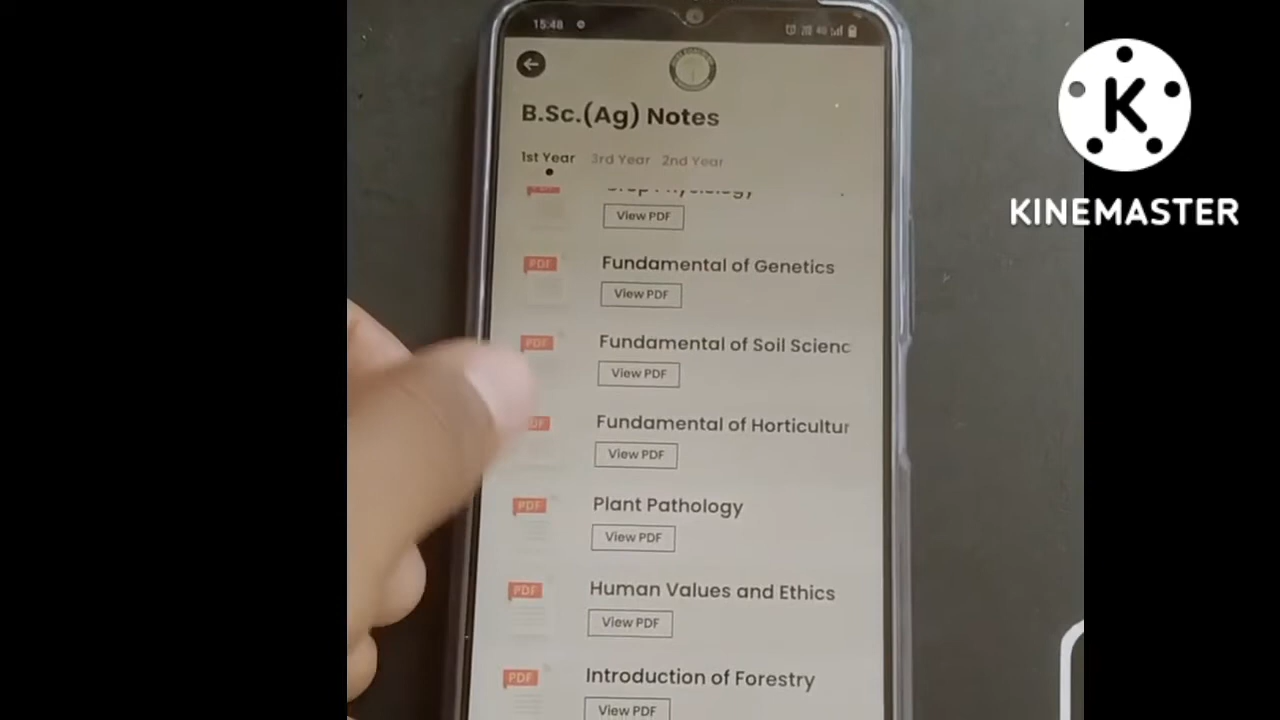 15:48
B.Sc.(Ag) Notes
1st Year 3rd Year 2nd Year
PDF
View PDF
PDF Fundamental of Genetics
View PDF
PDF Fundamental of Soil Scienc
View PDF
PDF Fundamental of Horticultur
View PDF
PDF Plant Pathology
View PDF
PDF Human Values and Ethics
View PDF
PDF Introduction of Forestry
View PDF
K
KINEMASTER